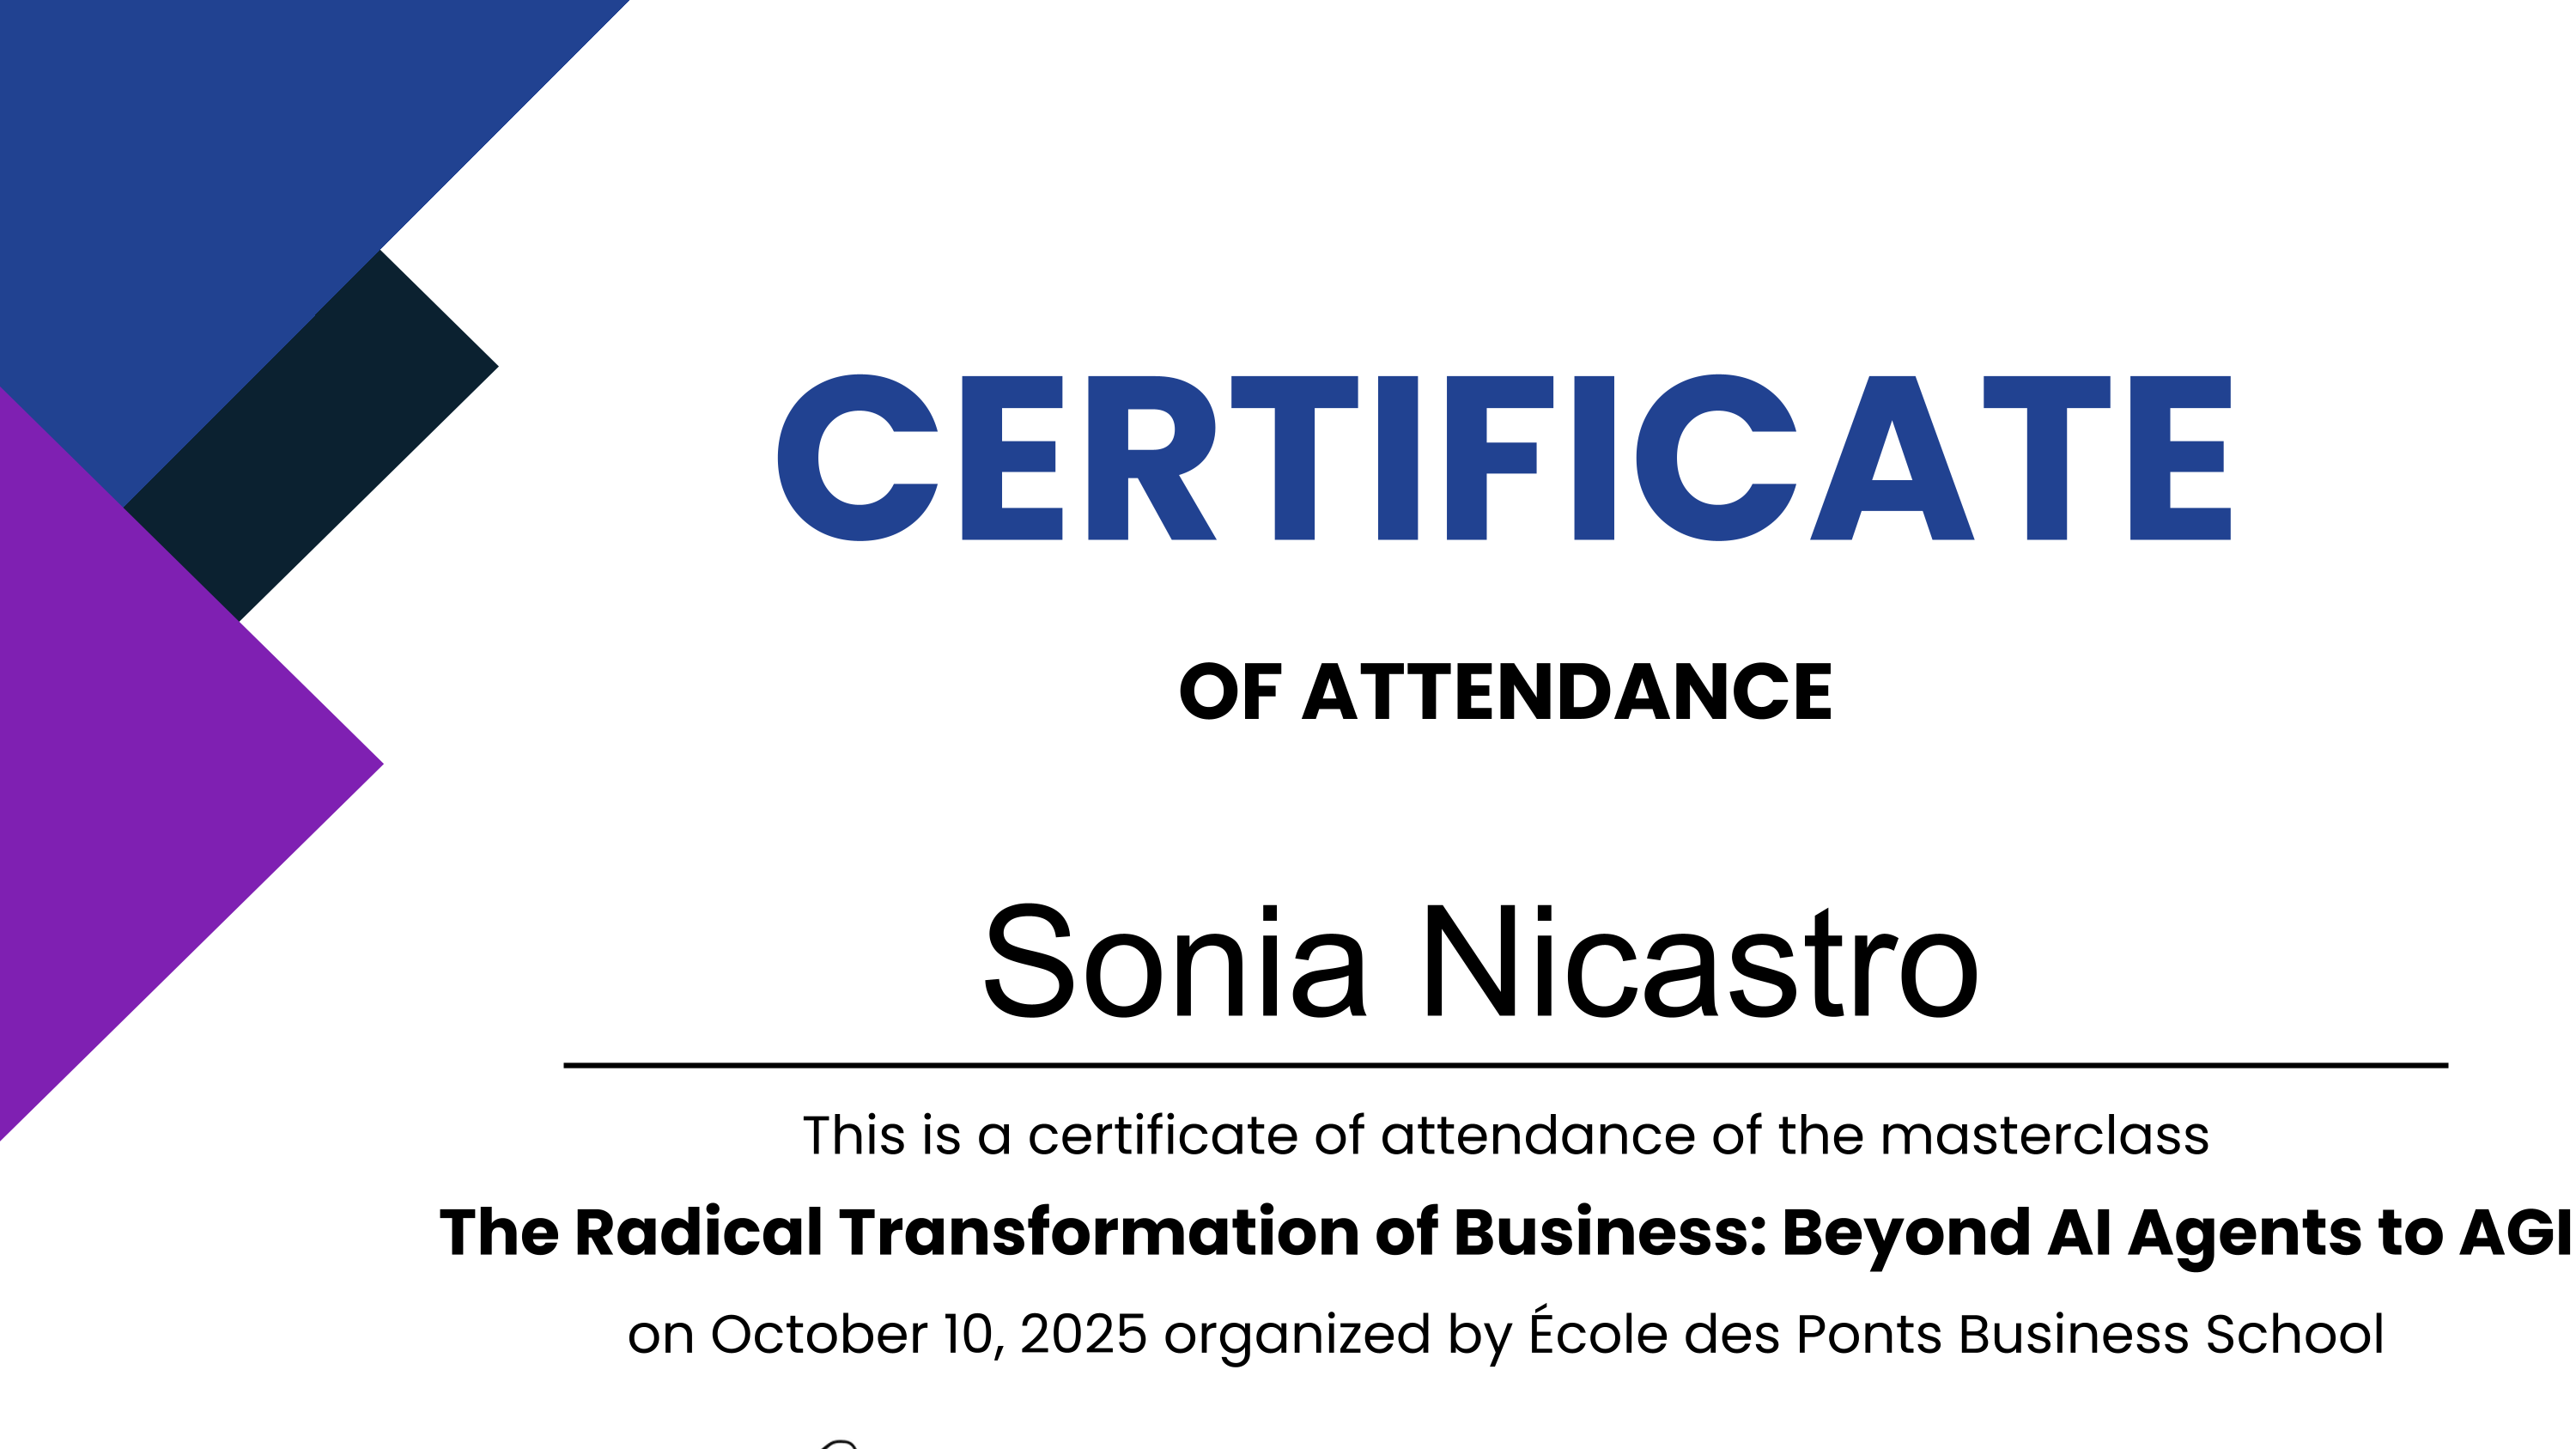 CERTIFICATE
OF ATTENDANCE
Sonia Nicastro
This is a certificate of attendance of the masterclass
The Radical Transformation of Business: Beyond AI Agents to AGI
on October 10, 2025 organized by École des Ponts Business School